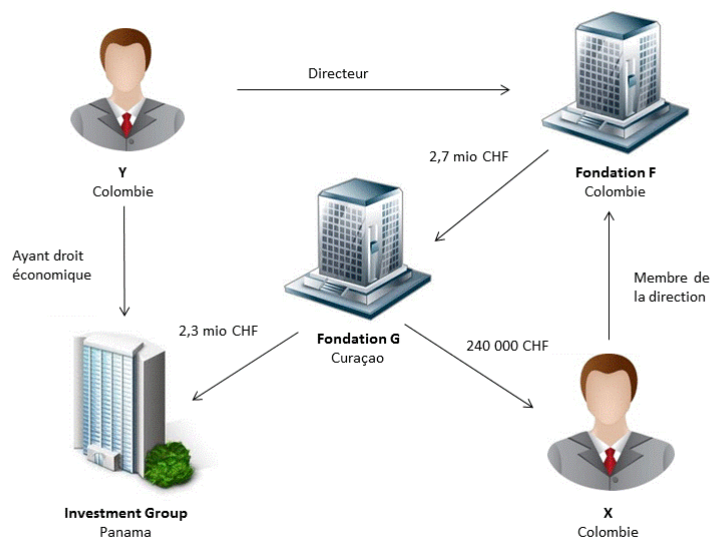 Directeur
Y
Colombie
2,7 mio CHF
Fondation F
Colombie
Ayant droit
économique
Membre de
la direction
2,3 mio CHF
Fondation G
Curaçao
240 000 CHF
Investment Group
Panama
X
Colombie